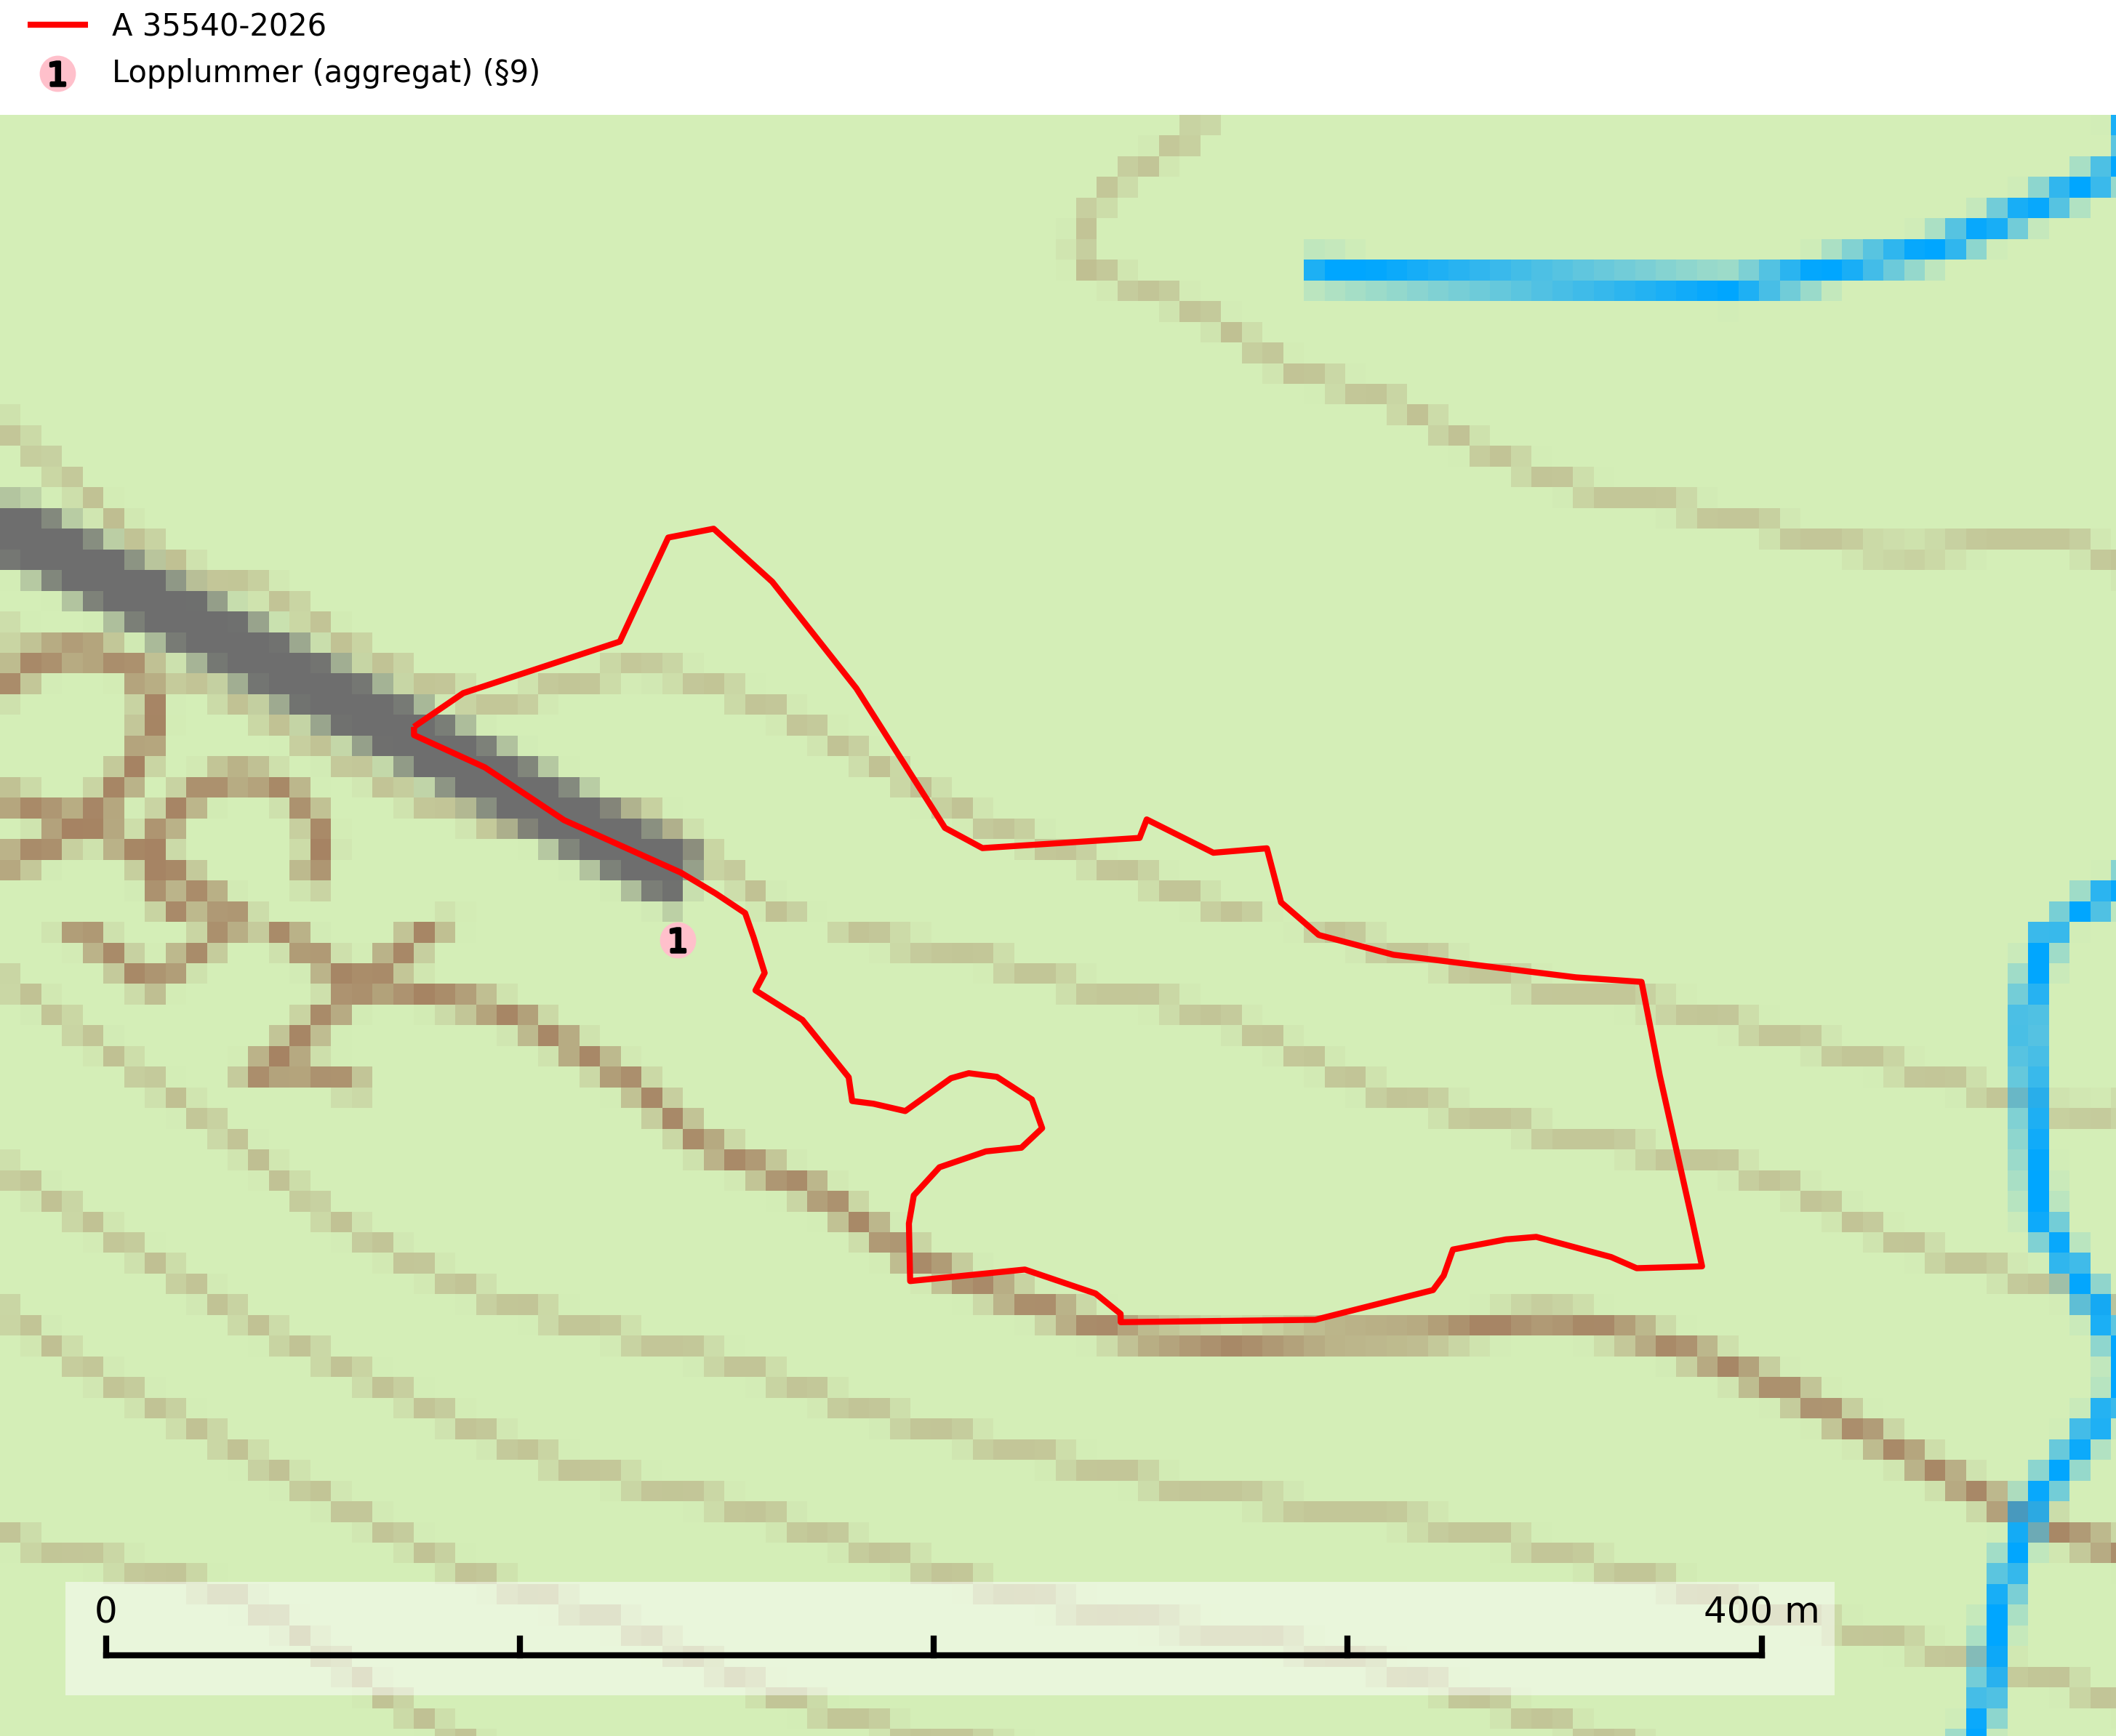 A 35540-2026
1 Lopplummer (aggregat) (§9)
1
0 400 m